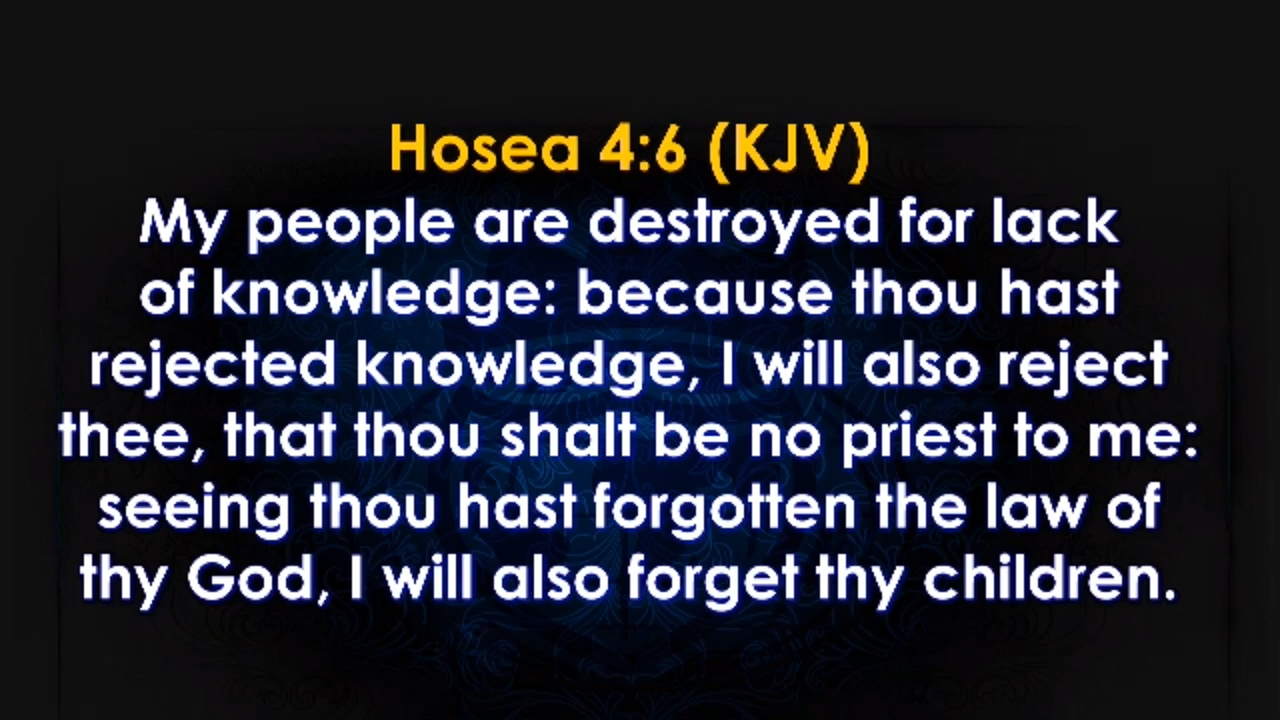 Hosea 4:6 (KJV)
My people are destroyed for lack
of knowledge: because thou hast
rejected knowledge, I will also reject
thee, that thou shalt be no priest to me:
seeing thou hast forgotten the law of
thy God, I will also forget thy children.